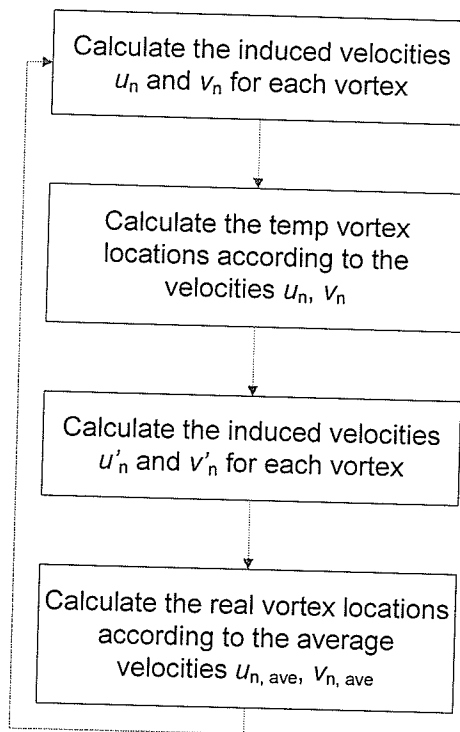 Calculate the induced velocities
uₙ and vₙ for each vortex
Calculate the temp vortex
locations according to the
velocities uₙ, vₙ
Calculate the induced velocities
u'ₙ and v'ₙ for each vortex
Calculate the real vortex locations
according to the average
velocities uₙ, ave, vₙ, ave